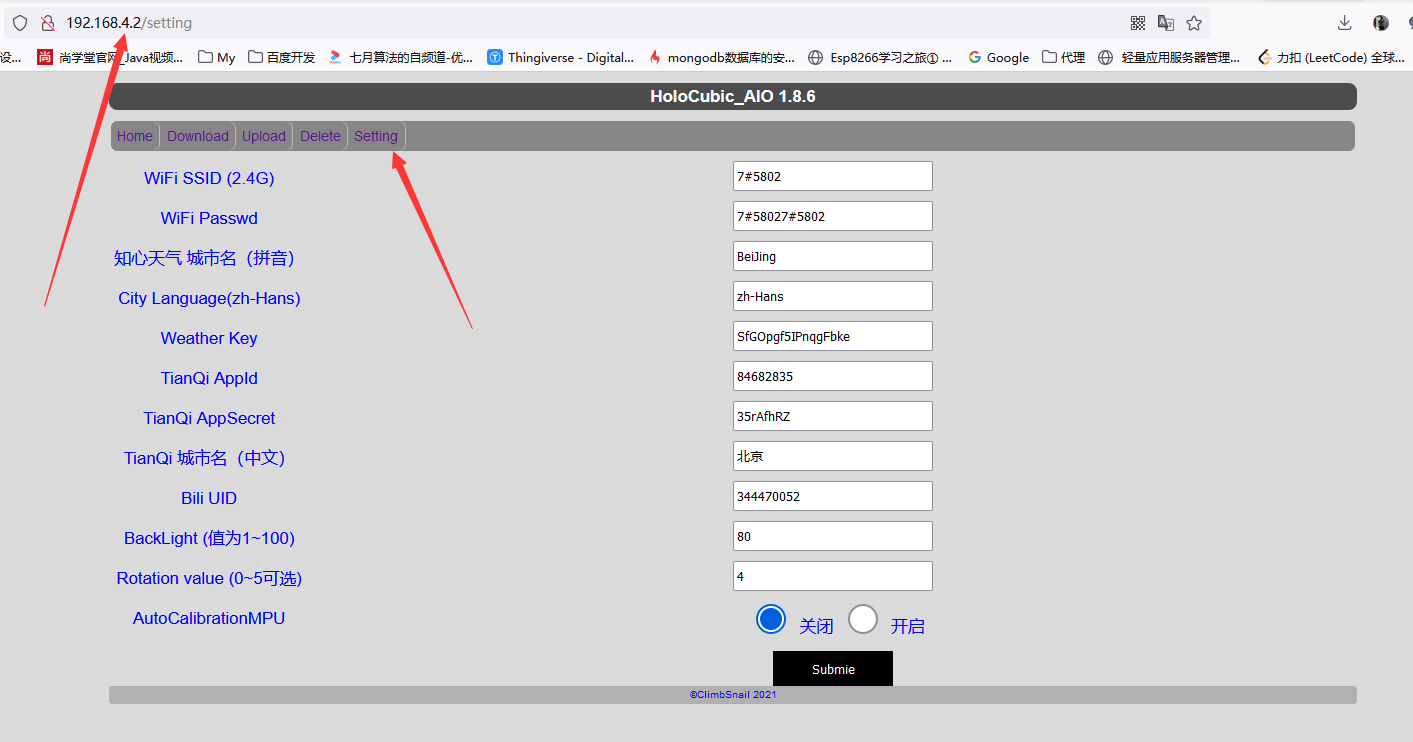 192.168.4.2/setting
设... 尚 尚学堂官网_Java视频... My 百度开发 七月算法的自频道-优... Thingiverse - Digital... mongodb数据库的安... Esp8266学习之旅① ... Google 代理 轻量应用服务器管理... 力扣 (LeetCode) 全球...
HoloCubic_AIO 1.8.6
Home Download Upload Delete Setting
WiFi SSID (2.4G) 7#5802
WiFi Passwd 7#58027#5802
知心天气 城市名（拼音） BeiJing
City Language(zh-Hans) zh-Hans
Weather Key SfGOpgf5IPnqgFbke
TianQi AppId 84682835
TianQi AppSecret 35rAfhRZ
TianQi 城市名（中文） 北京
Bili UID 344470052
BackLight (值为1~100) 80
Rotation value (0~5可选) 4
AutoCalibrationMPU 关闭 开启
Submie
©ClimbSnail 2021